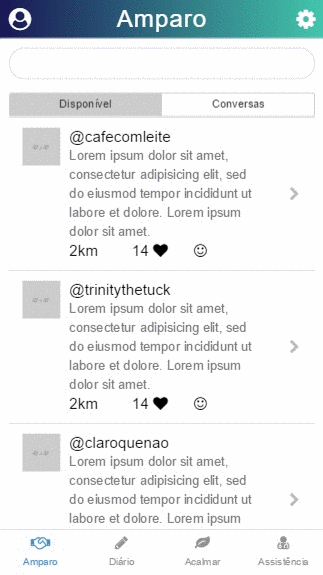 Amparo
Disponível Conversas
@cafecomleite
Lorem ipsum dolor sit amet,
consectetur adipisicing elit, sed
do eiusmod tempor incididunt ut
labore et dolore. Lorem ipsum
dolor sit amet.
2km 14
@trinitythetuck
Lorem ipsum dolor sit amet,
consectetur adipisicing elit, sed
do eiusmod tempor incididunt ut
labore et dolore. Lorem ipsum
dolor sit amet.
2km 14
@claroquenao
Lorem ipsum dolor sit amet,
consectetur adipisicing elit, sed
do eiusmod tempor incididunt ut
labore et dolore. Lorem ipsum
Amparo Diário Acalmar Assistência